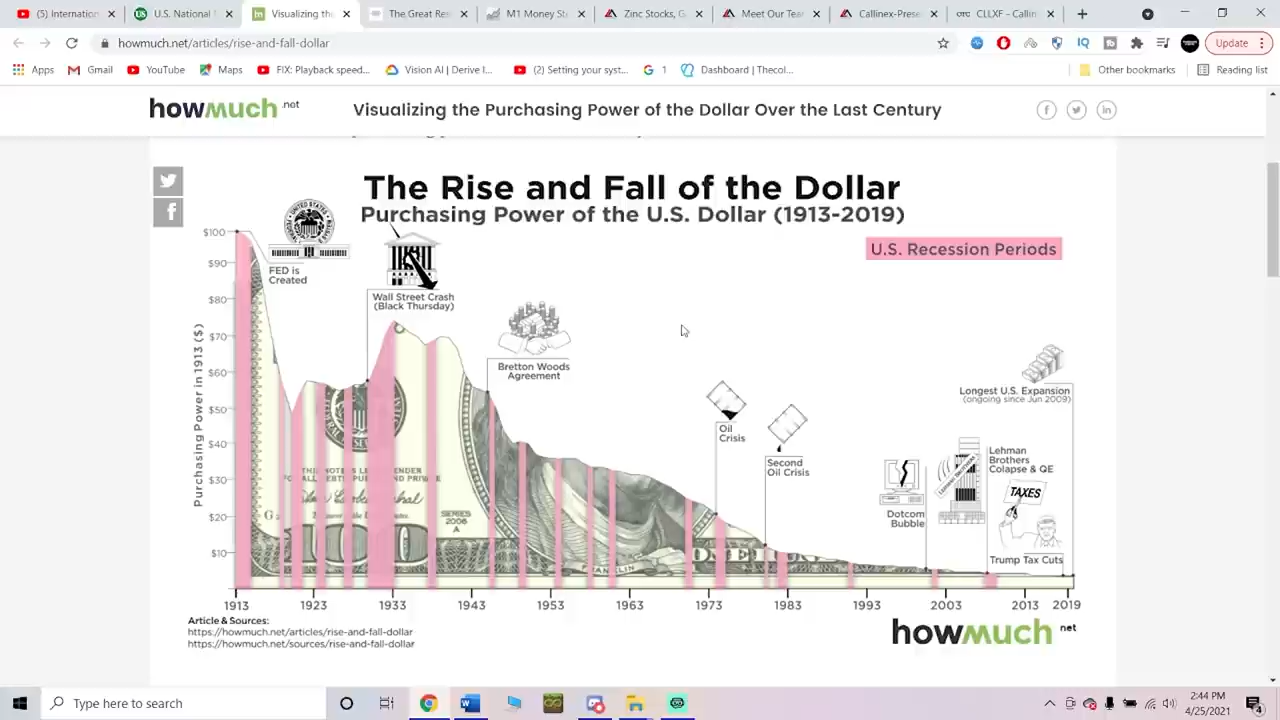 (5) Internation
U.S. National
Visualizing the
The Great Res
M1 Money St
Zinc Stocks, G
Meet Our Tea
Callinex-Prese
CLLXF - Callin
howmuch.net/articles/rise-and-fall-dollar
Update
Apps
Gmail
YouTube
Maps
FIX: Playback speed...
Vision AI | Derive I...
(2) Setting your syst...
1
Dashboard | Thecol...
Other bookmarks
Reading list
howmuch.net
Visualizing the Purchasing Power of the Dollar Over the Last Century
The Rise and Fall of the Dollar
Purchasing Power of the U.S. Dollar (1913-2019)
U.S. Recession Periods
Purchasing Power in 1913 ($)
$100
$90
$80
$70
$60
$50
$40
$30
$20
$10
FED is
Created
Wall Street Crash
(Black Thursday)
Bretton Woods
Agreement
Oil
Crisis
Second
Oil Crisis
Dotcom
Bubble
Lehman
Brothers
Colapse & QE
TAXES
Trump Tax Cuts
Longest U.S. Expansion
(ongoing since Jun 2009)
SERIES
2006
A
FRANKLIN
1913
1923
1933
1943
1953
1963
1973
1983
1993
2003
2013
2019
Article & Sources:
https://howmuch.net/articles/rise-and-fall-dollar
https://howmuch.net/sources/rise-and-fall-dollar
howmuch net
Type here to search
2:44 PM
4/25/2021
4